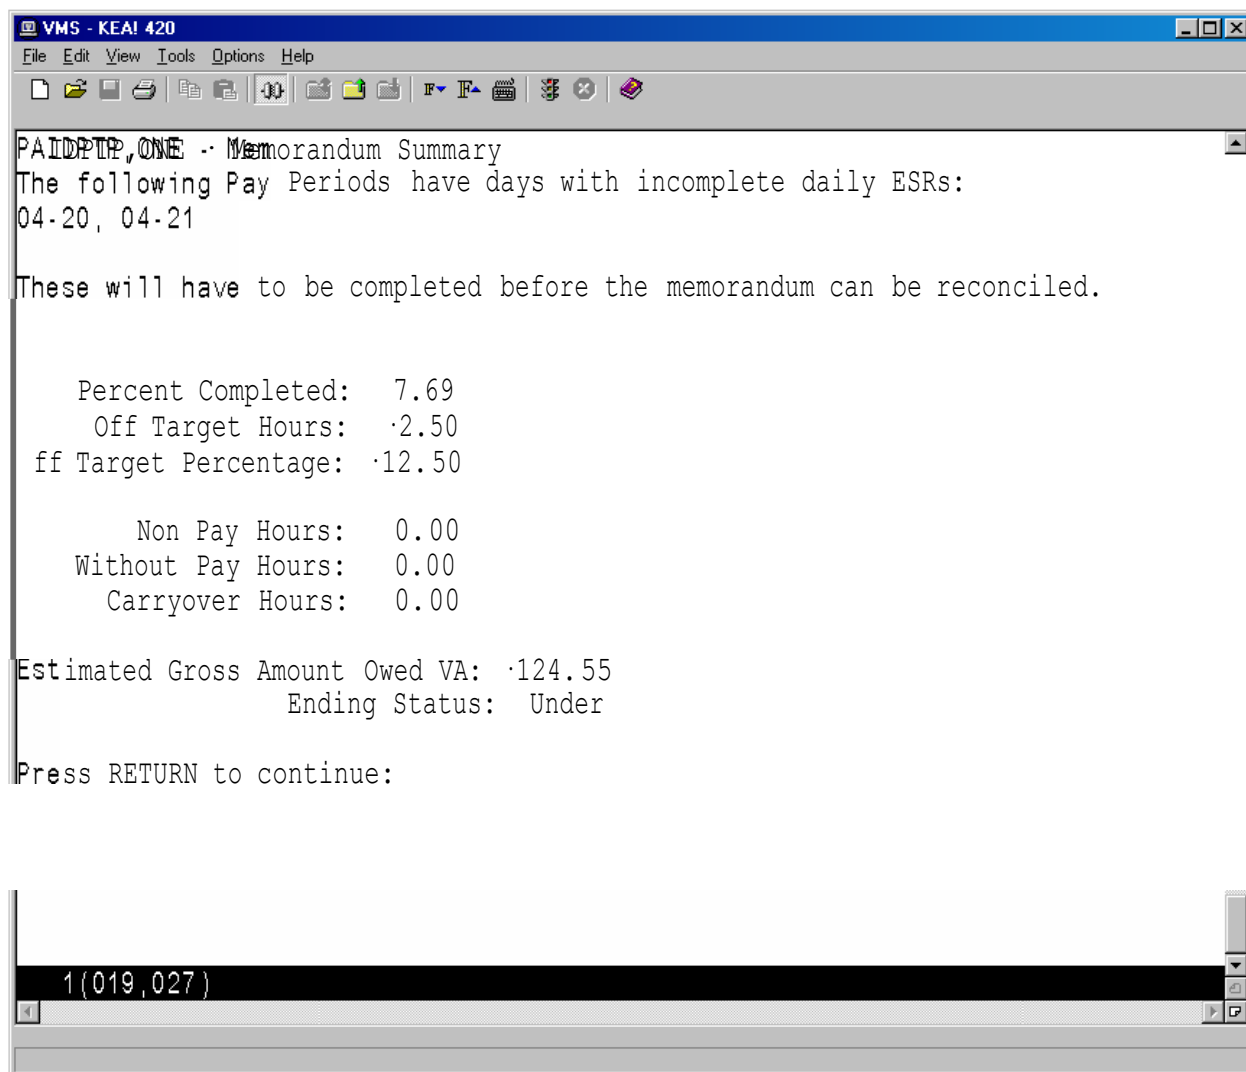 VMS - KEA! 420
File Edit View Tools Options Help
PAIDPTP,ONE - Memorandum Summary
The following Pay Periods have days with incomplete daily ESRs:
04-20, 04-21
These will have to be completed before the memorandum can be reconciled.
Percent Completed: 7.69
Off Target Hours: -2.50
ff Target Percentage: -12.50
Non Pay Hours: 0.00
Without Pay Hours: 0.00
Carryover Hours: 0.00
Estimated Gross Amount Owed VA: -124.55
Ending Status: Under
Press RETURN to continue:
1(019,027)